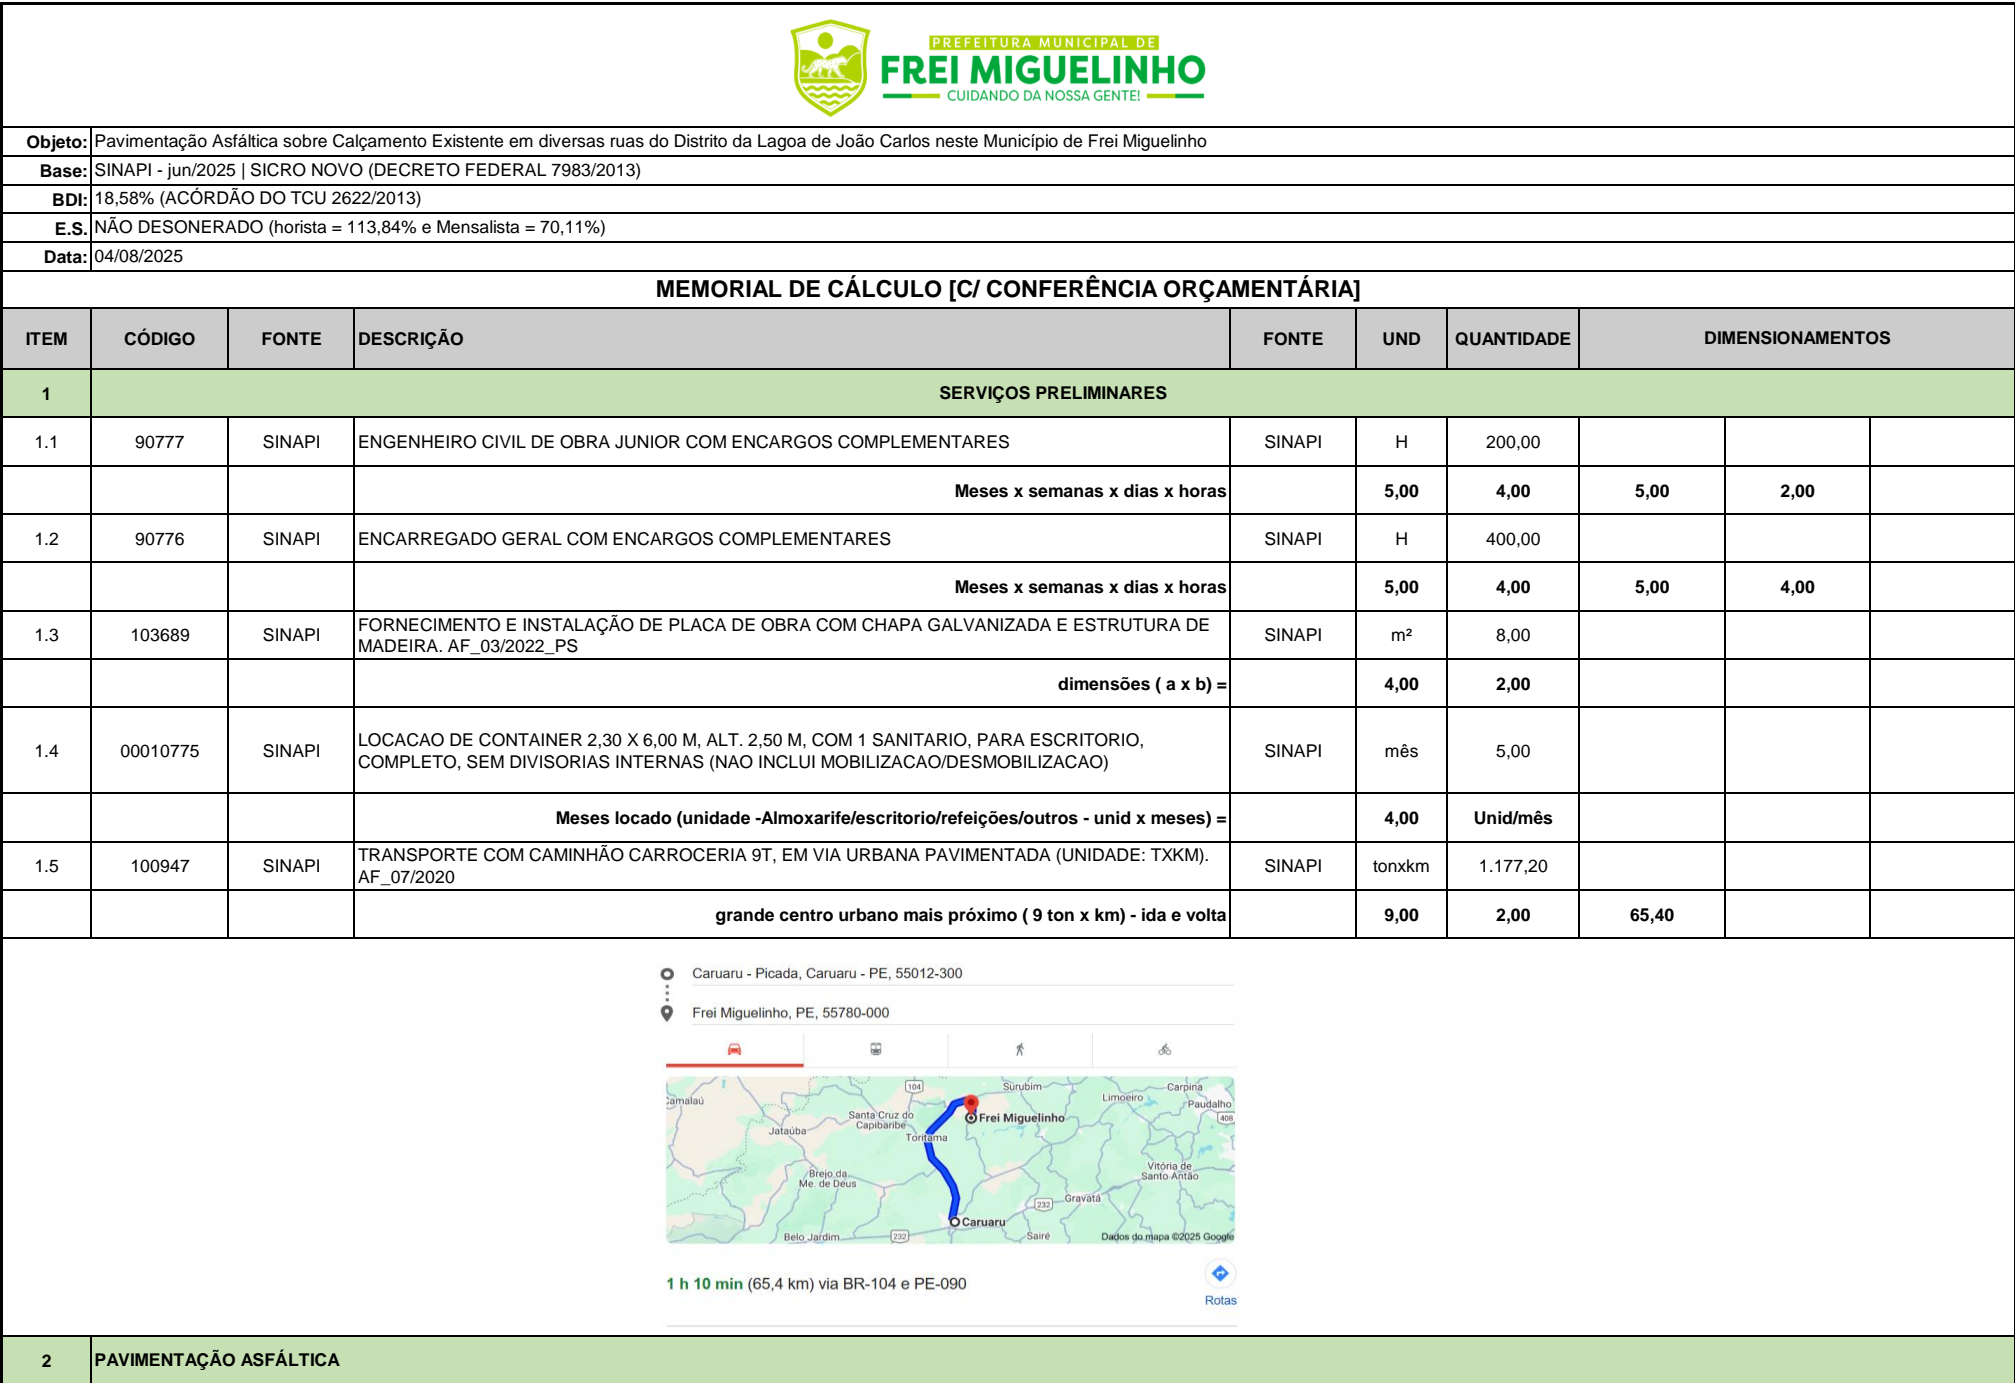 PREFEITURA MUNICIPAL DE
FREI MIGUELINHO
CUIDANDO DA NOSSA GENTE!
Objeto: Pavimentação Asfáltica sobre Calçamento Existente em diversas ruas do Distrito da Lagoa de João Carlos neste Município de Frei Miguelinho
Base: SINAPI - jun/2025 | SICRO NOVO (DECRETO FEDERAL 7983/2013)
BDI: 18,58% (ACÓRDÃO DO TCU 2622/2013)
E.S. NÃO DESONERADO (horista = 113,84% e Mensalista = 70,11%)
Data: 04/08/2025
MEMORIAL DE CÁLCULO [C/ CONFERÊNCIA ORÇAMENTÁRIA]
ITEM CÓDIGO FONTE DESCRIÇÃO FONTE UND QUANTIDADE DIMENSIONAMENTOS
1 SERVIÇOS PRELIMINARES
1.1 90777 SINAPI ENGENHEIRO CIVIL DE OBRA JUNIOR COM ENCARGOS COMPLEMENTARES SINAPI H 200,00
Meses x semanas x dias x horas 5,00 4,00 5,00 2,00
1.2 90776 SINAPI ENCARREGADO GERAL COM ENCARGOS COMPLEMENTARES SINAPI H 400,00
Meses x semanas x dias x horas 5,00 4,00 5,00 4,00
1.3 103689 SINAPI FORNECIMENTO E INSTALAÇÃO DE PLACA DE OBRA COM CHAPA GALVANIZADA E ESTRUTURA DE
MADEIRA. AF_03/2022_PS SINAPI m² 8,00
dimensões ( a x b) = 4,00 2,00
1.4 00010775 SINAPI LOCACAO DE CONTAINER 2,30 X 6,00 M, ALT. 2,50 M, COM 1 SANITARIO, PARA ESCRITORIO,
COMPLETO, SEM DIVISORIAS INTERNAS (NAO INCLUI MOBILIZACAO/DESMOBILIZACAO) SINAPI mês 5,00
Meses locado (unidade -Almoxarife/escritorio/refeições/outros - unid x meses) = 4,00 Unid/mês
1.5 100947 SINAPI TRANSPORTE COM CAMINHÃO CARROCERIA 9T, EM VIA URBANA PAVIMENTADA (UNIDADE: TXKM).
AF_07/2020 SINAPI tonxkm 1.177,20
grande centro urbano mais próximo ( 9 ton x km) - ida e volta 9,00 2,00 65,40
Caruaru - Picada, Caruaru - PE, 55012-300
Frei Miguelinho, PE, 55780-000
104
Surubim
Carpina
Camalaú
Limoeiro
Paudalho
Santa Cruz do
Capibaribe
Frei Miguelinho
408
Jataúba
Toritama
Vitória de
Santo Antão
Brejo da
Me. de Deus
232
Gravatá
Caruaru
Belo Jardim
232
Sairé
Dados do mapa ©2025 Google
1 h 10 min (65,4 km) via BR-104 e PE-090
Rotas
2 PAVIMENTAÇÃO ASFÁLTICA